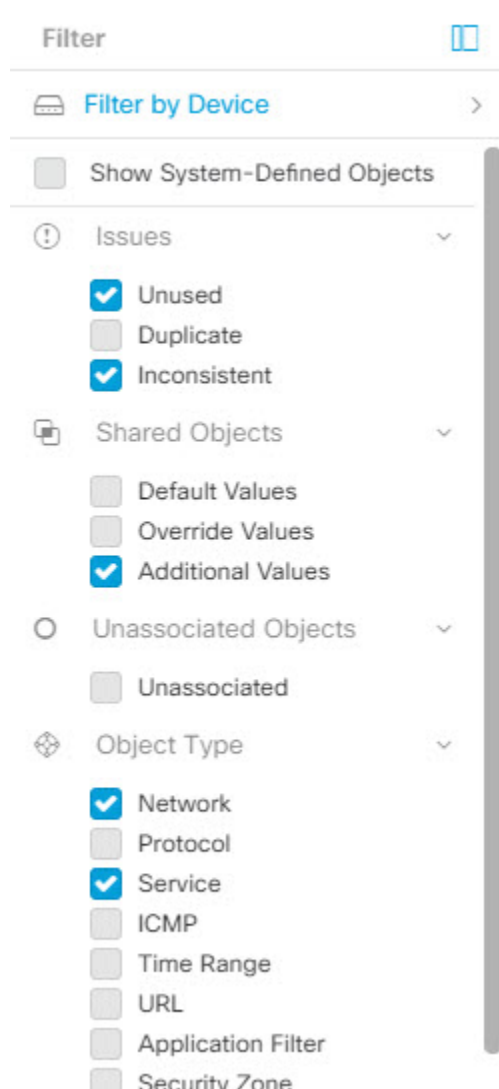 Filter
Filter by Device
Show System-Defined Objects
Issues
Unused
Duplicate
Inconsistent
Shared Objects
Default Values
Override Values
Additional Values
Unassociated Objects
Unassociated
Object Type
Network
Protocol
Service
ICMP
Time Range
URL
Application Filter
Security Zone